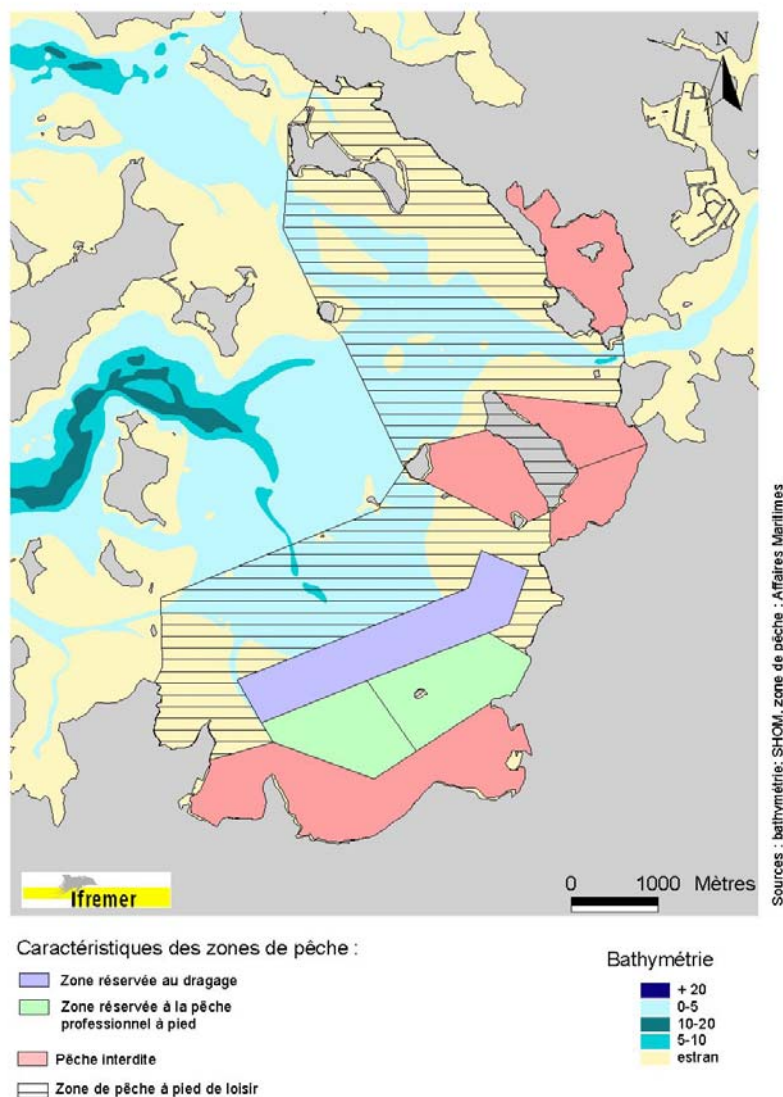 N
Sources : bathymétrie: SHOM, zone de pêche : Affaires Maritimes
Ifremer
0 1000 Mètres
Caractéristiques des zones de pêche :
Zone réservée au dragage
Zone réservée à la pêche
professionnel à pied
Pêche interdite
Zone de pêche à pied de loisir
Bathymétrie
+ 20
0-5
10-20
5-10
estran